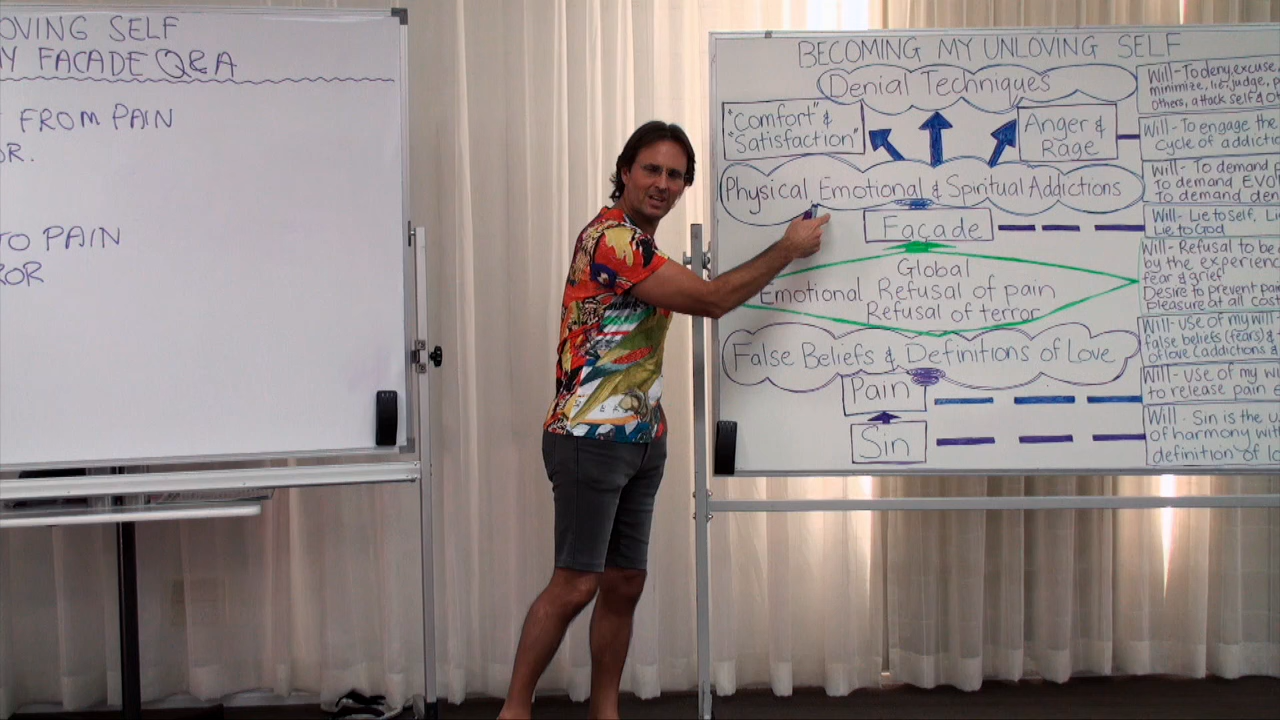 OVING SELF
Y FACADE Q&A
FROM PAIN
OR.
TO PAIN
ROR
BECOMING MY UNLOVING SELF
Denial Techniques
"Comfort" &
"Satisfaction"
Anger &
Rage
Physical Emotional & Spiritual Addictions
Façade
Global
Emotional Refusal of pain
Refusal of terror
False Beliefs & Definitions of Love
Pain
Sin
Will - To deny, excuse,
minimize, lie, judge, p
others, attack self & o
Will - To engage the
cycle of addictio
Will - To demand p
To demand EVO
To demand den
Will - Lie to self, Li
Lie to God
Will - Refusal to be
by the experienc
fear & grief
Desire to prevent pai
pleasure at all cost
Will - use of my will
false beliefs (fears) &
of love (addictions &
Will - use of my wi
to release pain &
Will - Sin is the u
of harmony wit
definition of lo